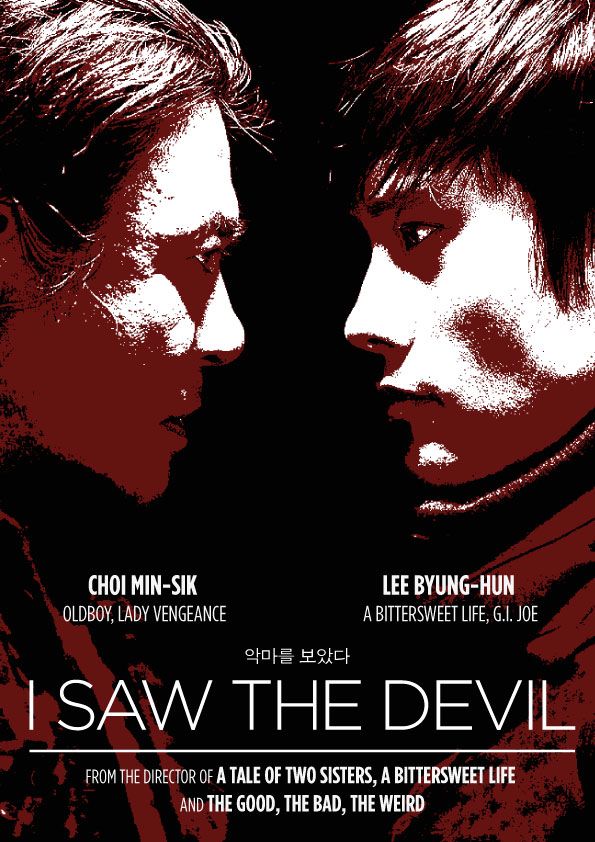 CHOI MIN-SIK
OLDBOY, LADY VENGEANCE
LEE BYUNG-HUN
A BITTERSWEET LIFE, G.I. JOE
악마를 보았다
I SAW THE DEVIL
FROM THE DIRECTOR OF A TALE OF TWO SISTERS, A BITTERSWEET LIFE
AND THE GOOD, THE BAD, THE WEIRD